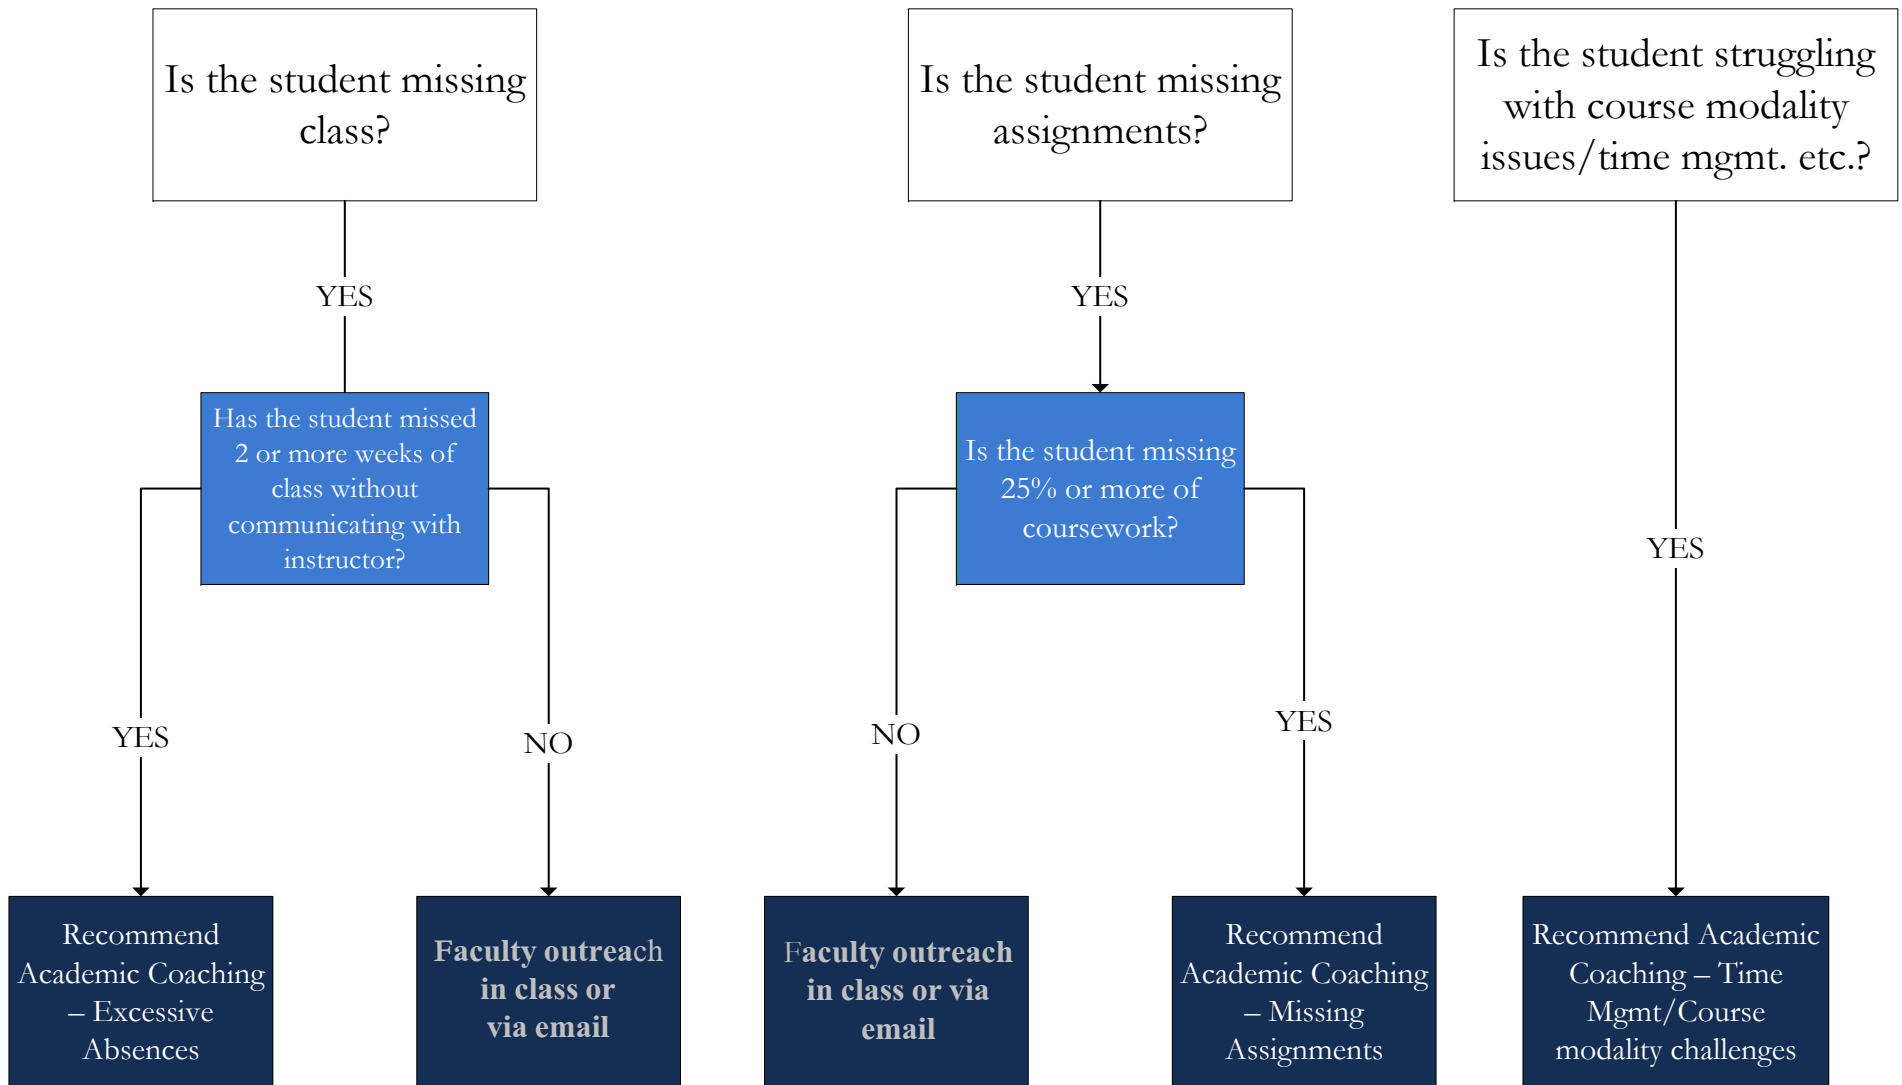 Is the student missing
class?
Is the student missing
assignments?
Is the student struggling
with course modality
issues/time mgmt. etc.?
YES
YES
Has the student missed
2 or more weeks of
class without
communicating with
instructor?
Is the student missing
25% or more of
coursework?
YES
YES
NO
NO
YES
Recommend
Academic Coaching
– Excessive
Absences
Faculty outreach
in class or
via email
Faculty outreach
in class or via
email
Recommend
Academic Coaching
– Missing
Assignments
Recommend Academic
Coaching – Time
Mgmt/Course
modality challenges